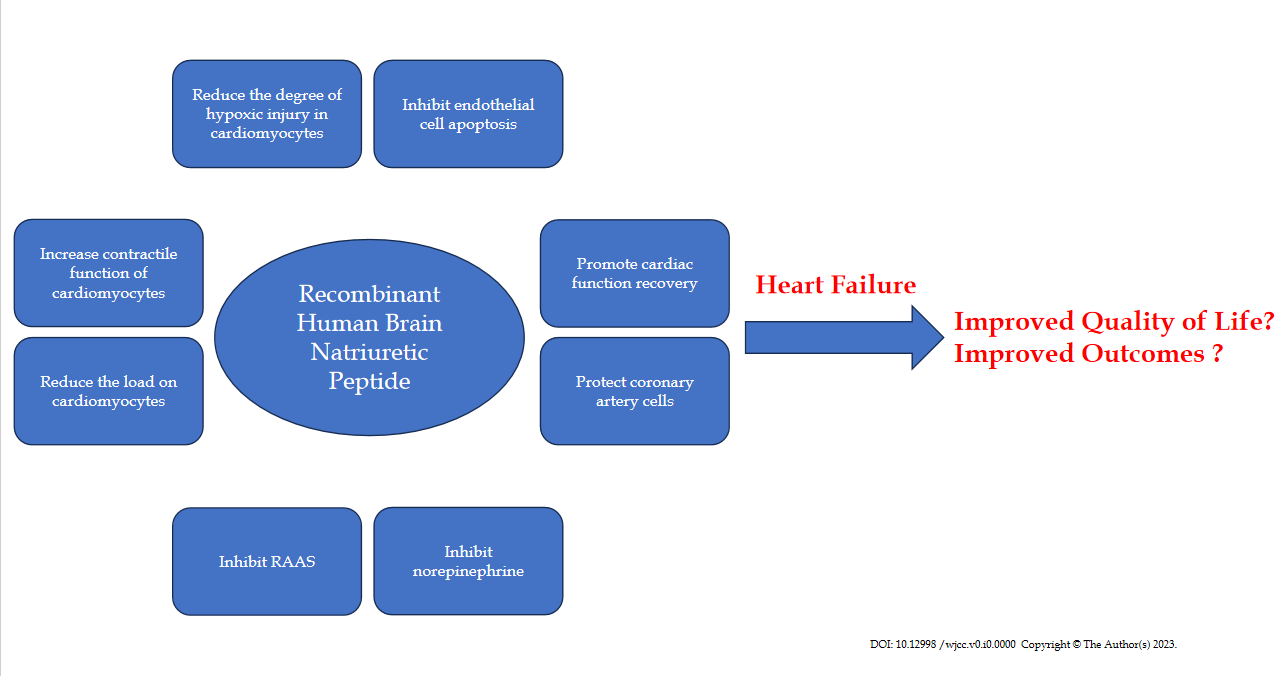 Reduce the degree of
hypoxic injury in
cardiomyocytes
Inhibit endothelial
cell apoptosis
Increase contractile
function of
cardiomyocytes
Reduce the load on
cardiomyocytes
Recombinant
Human Brain
Natriuretic
Peptide
Promote cardiac
function recovery
Protect coronary
artery cells
Heart Failure
Improved Quality of Life?
Improved Outcomes ?
Inhibit RAAS
Inhibit
norepinephrine
DOI: 10.12998 /wjcc.v0.i0.0000 Copyright © The Author(s) 2023.